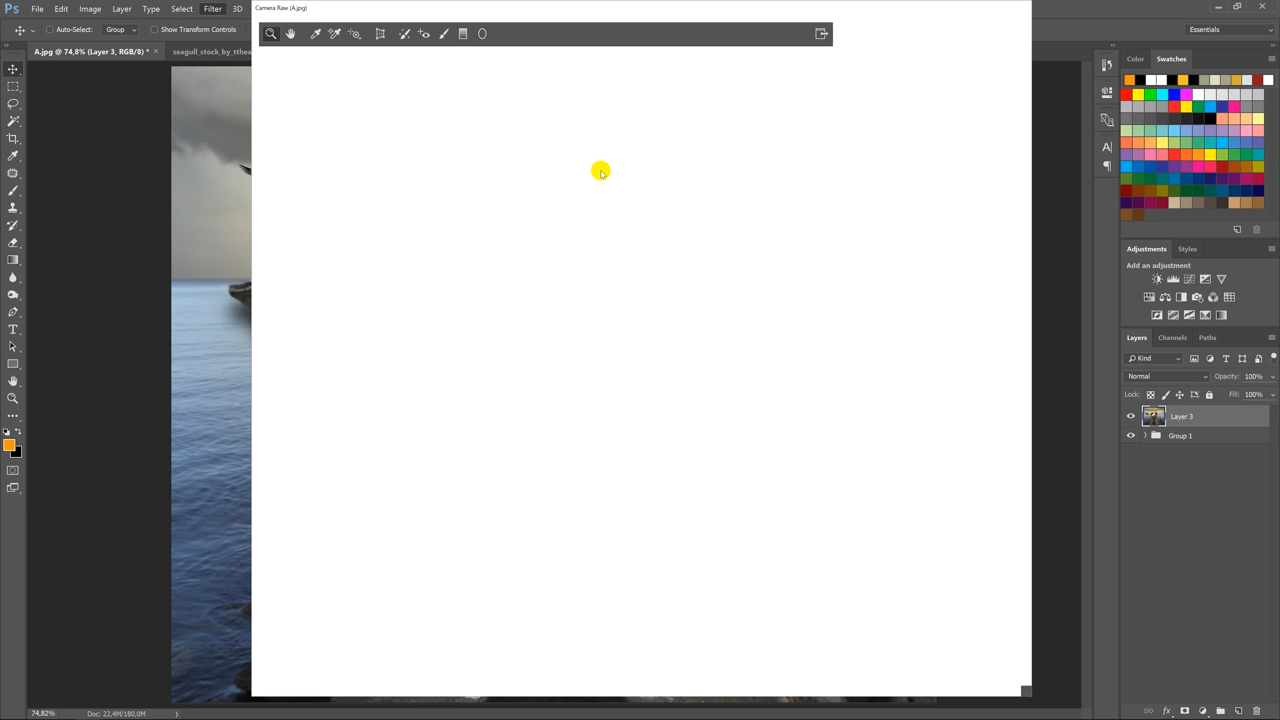 Camera Raw (A.jpg)
Ps File Edit Image Layer Type Select Filter 3D
Auto-Select: Group Show Transform Controls
Essentials
A.jpg @ 74,8% (Layer 3, RGB/8) * ×
seagull_stock_by_tthea
Color Swatches
Adjustments Styles
Add an adjustment
Layers Channels Paths
Kind
Normal Opacity: 100%
Lock: Fill: 100%
Layer 3
Group 1
74,82% Doc: 22,4M/180,0M